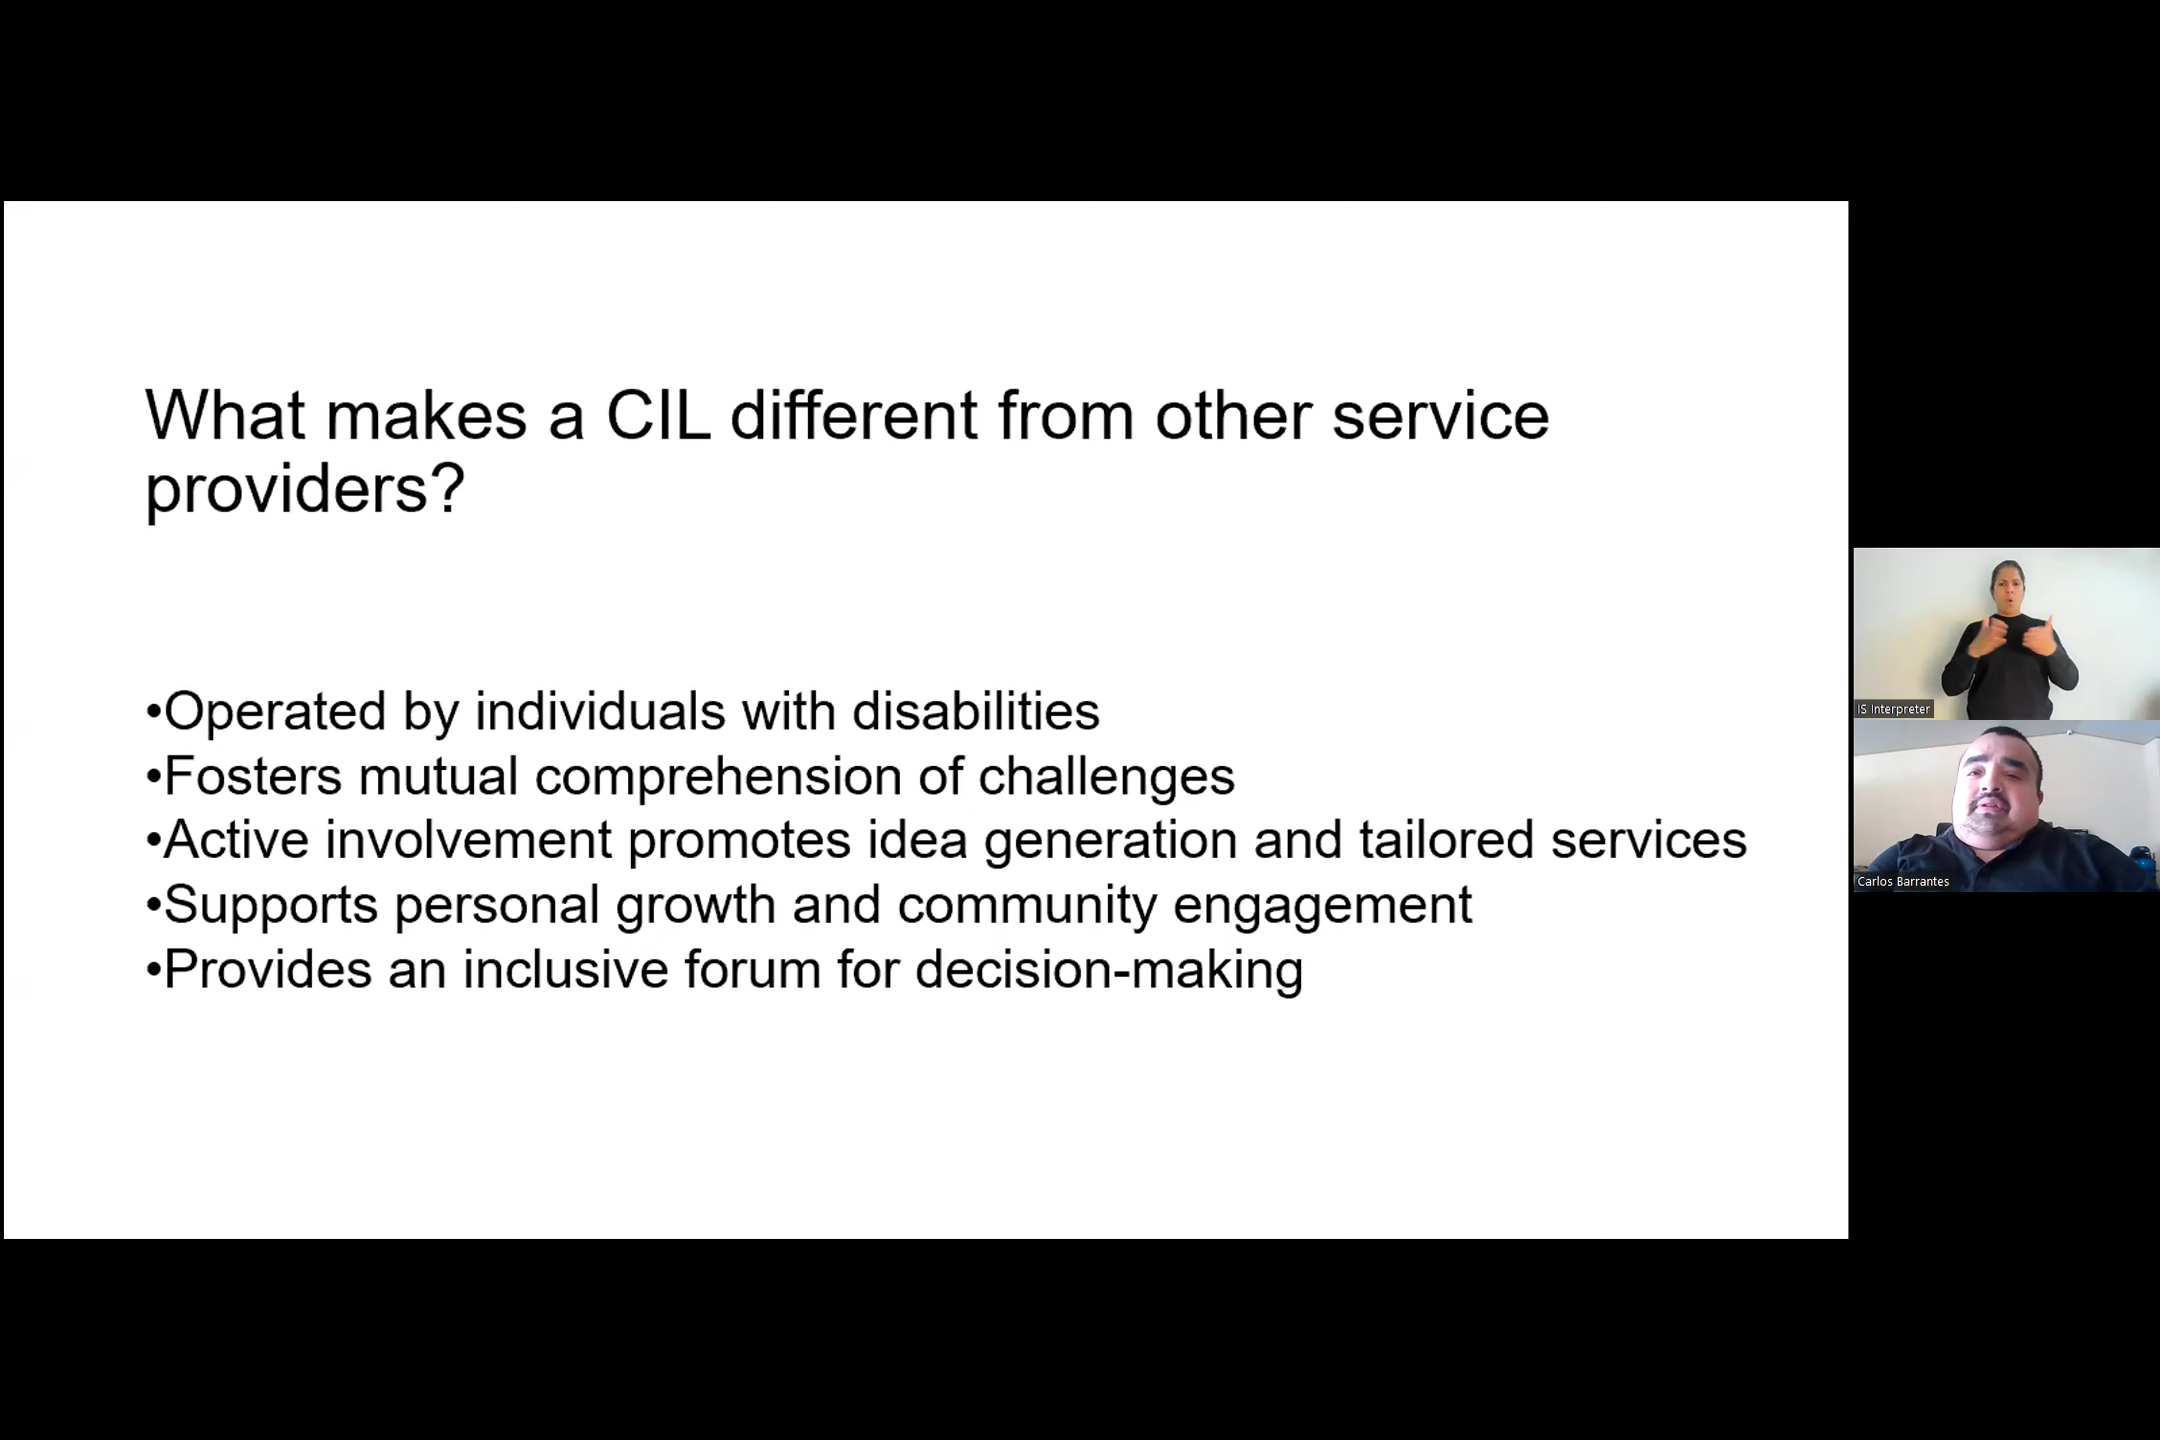 What makes a CIL different from other service
providers?
•Operated by individuals with disabilities
•Fosters mutual comprehension of challenges
•Active involvement promotes idea generation and tailored services
•Supports personal growth and community engagement
•Provides an inclusive forum for decision-making
IS Interpreter
Carlos Barrantes